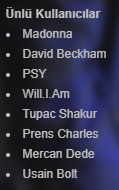 Ünlü Kullanıcılar
Madonna
David Beckham
PSY
Will.I.Am
Tupac Shakur
Prens Charles
Mercan Dede
Usain Bolt